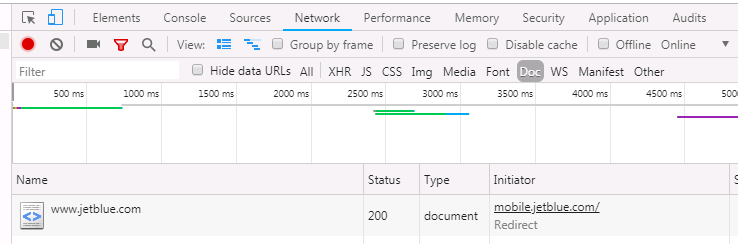 Elements Console Sources Network Performance Memory Security Application Audits
View: Group by frame Preserve log Disable cache Offline Online
Filter Hide data URLs All XHR JS CSS Img Media Font Doc WS Manifest Other
500 ms 1000 ms 1500 ms 2000 ms 2500 ms 3000 ms 3500 ms 4000 ms 4500 ms
Name Status Type Initiator
www.jetblue.com 200 document mobile.jetblue.com/
Redirect